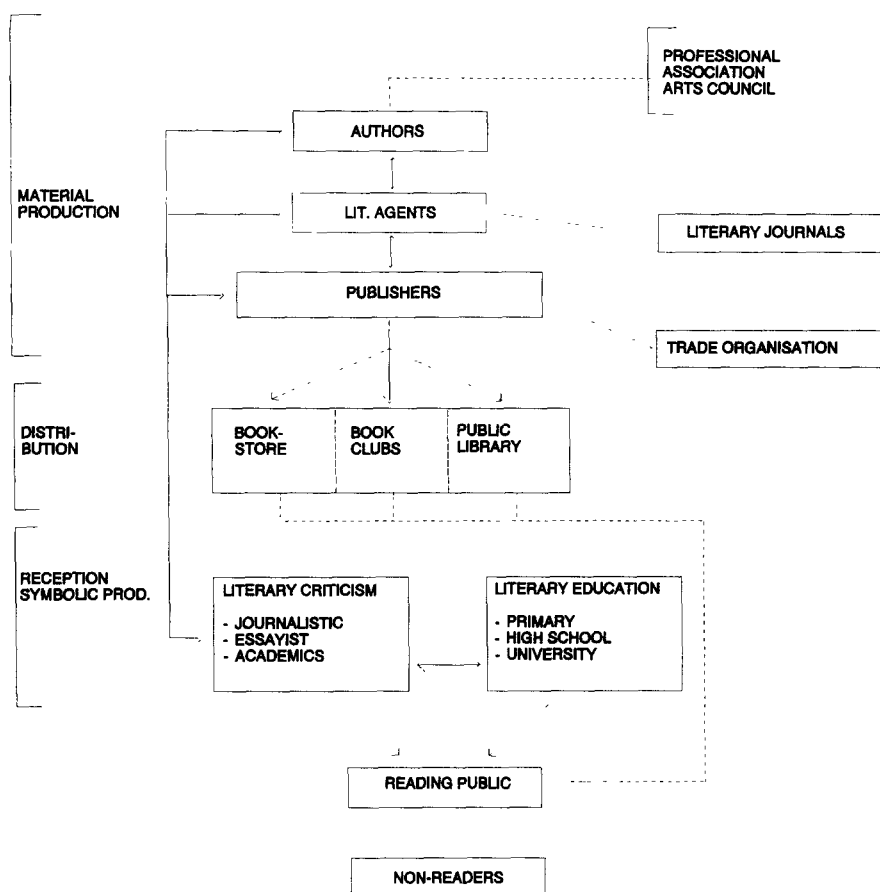 PROFESSIONAL
ASSOCIATION
ARTS COUNCIL
AUTHORS
MATERIAL
PRODUCTION
LIT. AGENTS
LITERARY JOURNALS
PUBLISHERS
TRADE ORGANISATION
DISTRI-
BUTION
BOOK-
STORE
BOOK
CLUBS
PUBLIC
LIBRARY
RECEPTION
SYMBOLIC PROD.
LITERARY CRITICISM
- JOURNALISTIC
- ESSAYIST
- ACADEMICS
LITERARY EDUCATION
- PRIMARY
- HIGH SCHOOL
- UNIVERSITY
READING PUBLIC
NON-READERS